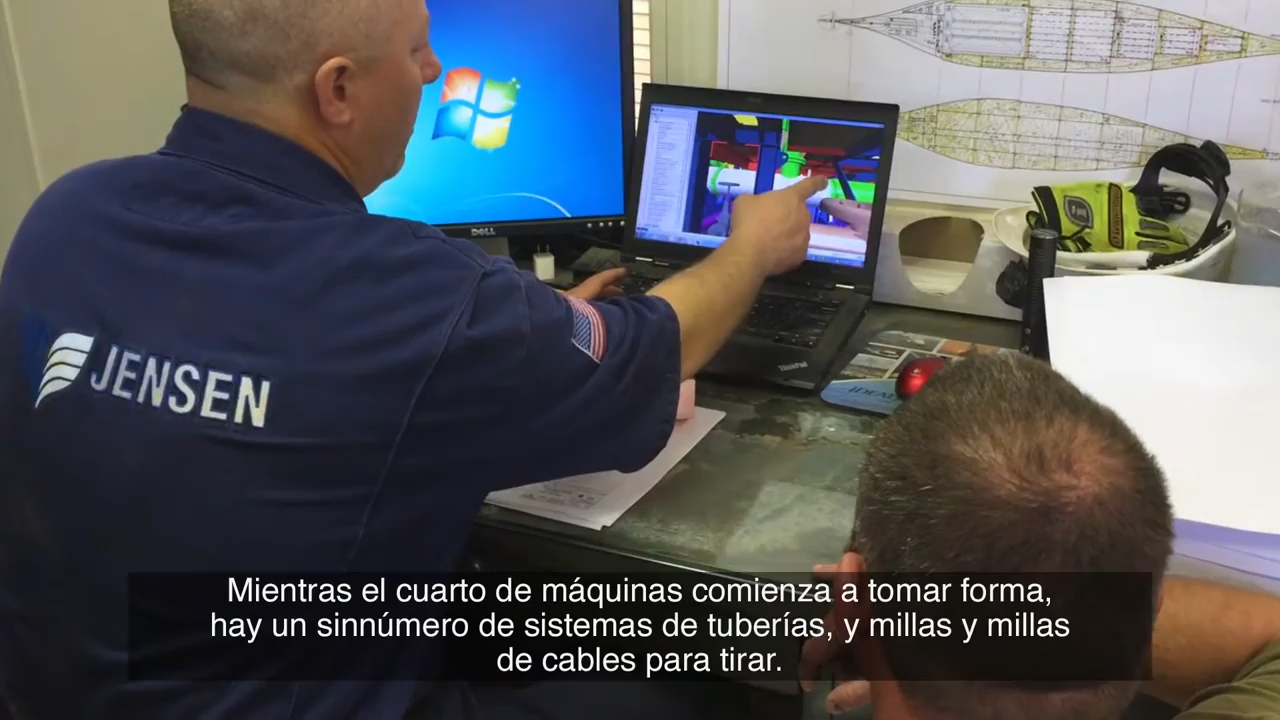 DELL
JENSEN
ThinkPad
IDEAL
Mientras el cuarto de máquinas comienza a tomar forma,
hay un sinnúmero de sistemas de tuberías, y millas y millas
de cables para tirar.